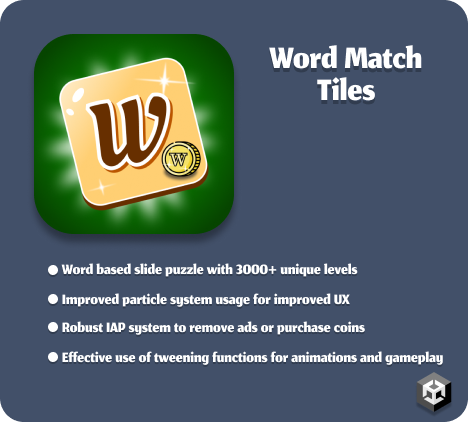 Word Match
Tiles
W
W
Word based slide puzzle with 3000+ unique levels
Improved particle system usage for improved UX
Robust IAP system to remove ads or purchase coins
Effective use of tweening functions for animations and gameplay